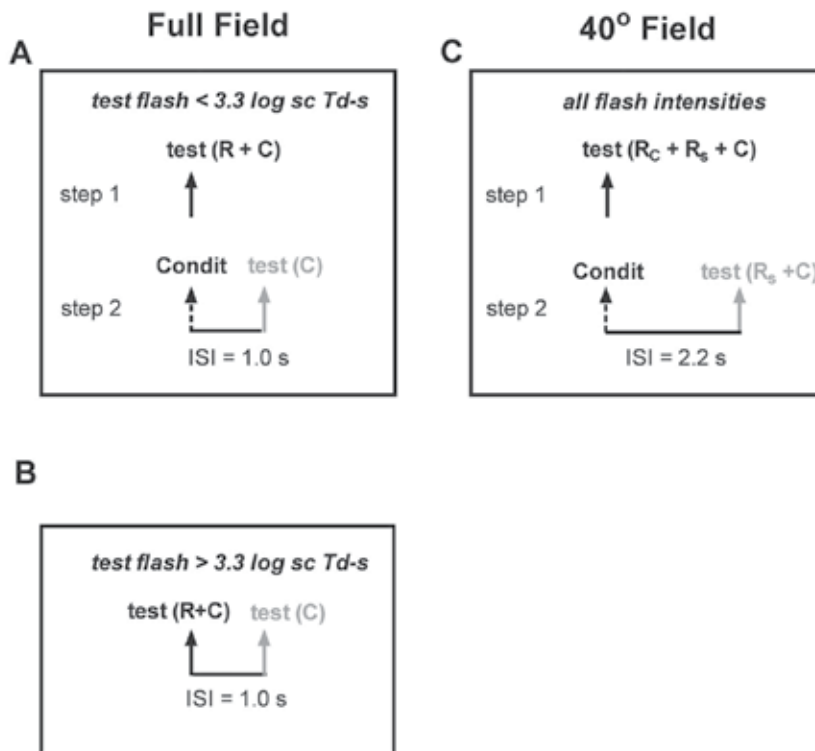 Full Field
A
test flash < 3.3 log sc Td-s
test (R + C)
step 1
Condit test (C)
step 2
ISI = 1.0 s
B
test flash > 3.3 log sc Td-s
test (R+C) test (C)
ISI = 1.0 s
40° Field
C
all flash intensities
test (R_C + R_s + C)
step 1
Condit test (R_s +C)
step 2
ISI = 2.2 s